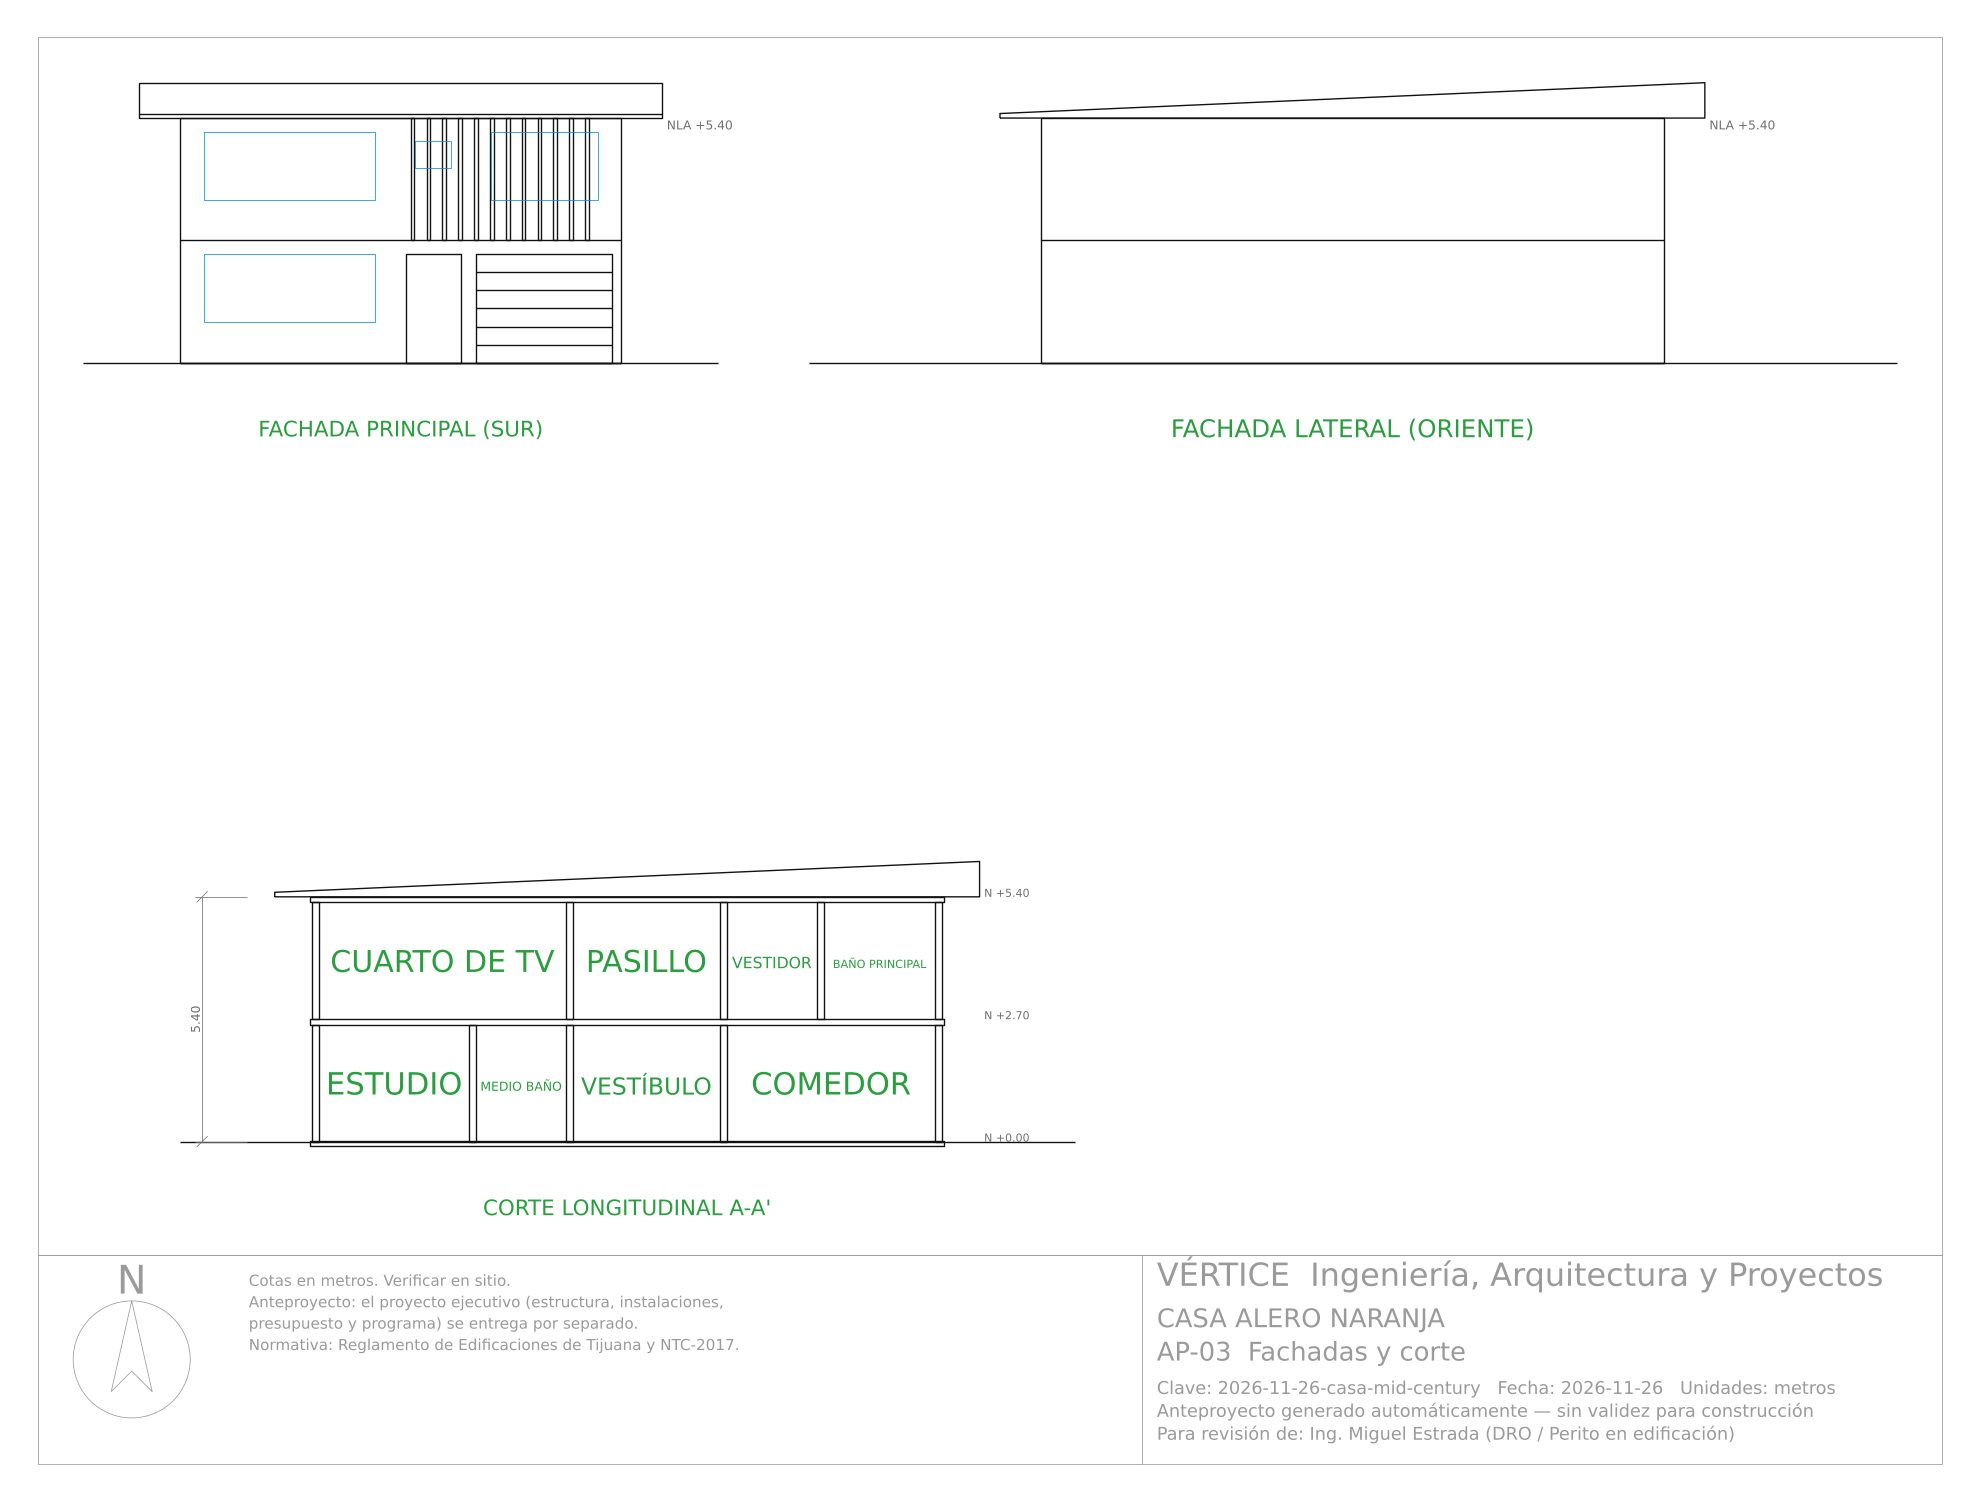 NLA +5.40
NLA +5.40
FACHADA PRINCIPAL (SUR)
FACHADA LATERAL (ORIENTE)
N +5.40
CUARTO DE TV
PASILLO
VESTIDOR
BAÑO PRINCIPAL
5.40
N +2.70
ESTUDIO
MEDIO BAÑO
VESTÍBULO
COMEDOR
N +0.00
CORTE LONGITUDINAL A-A'
N
Cotas en metros. Verificar en sitio.
Anteproyecto: el proyecto ejecutivo (estructura, instalaciones,
presupuesto y programa) se entrega por separado.
Normativa: Reglamento de Edificaciones de Tijuana y NTC-2017.
VÉRTICE  Ingeniería, Arquitectura y Proyectos
CASA ALERO NARANJA
AP-03  Fachadas y corte
Clave: 2026-11-26-casa-mid-century   Fecha: 2026-11-26   Unidades: metros
Anteproyecto generado automáticamente — sin validez para construcción
Para revisión de: Ing. Miguel Estrada (DRO / Perito en edificación)